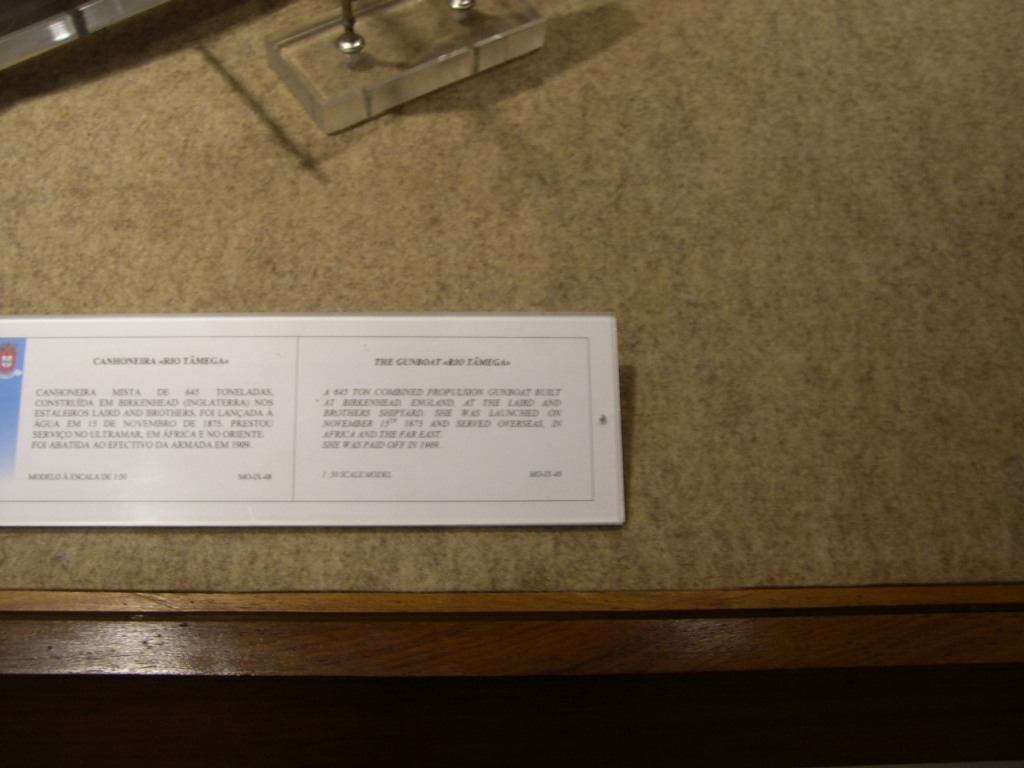 CANHONEIRA «RIO TÂMEGA»
CANHONEIRA MISTA DE 645 TONELADAS,
CONSTRUÍDA EM BIRKENHEAD (INGLATERRA) NOS
ESTALEIROS LAIRD AND BROTHERS. FOI LANÇADA À
ÁGUA EM 15 DE NOVEMBRO DE 1875. PRESTOU
SERVIÇO NO ULTRAMAR, EM ÁFRICA E NO ORIENTE.
FOI ABATIDA AO EFECTIVO DA ARMADA EM 1909.
MODELO À ESCALA DE 1:50
THE GUNBOAT «RIO TÂMEGA»
A 645 TON COMBINED PROPULSION GUNBOAT BUILT
AT BIRKENHEAD, ENGLAND, AT THE LAIRD AND
BROTHERS SHIPYARD. SHE WAS LAUNCHED ON
NOVEMBER 15TH 1875 AND SERVED OVERSEAS, IN
AFRICA AND THE FAR EAST.
SHE WAS PAID OFF IN 1909.
1:50 SCALE MODEL